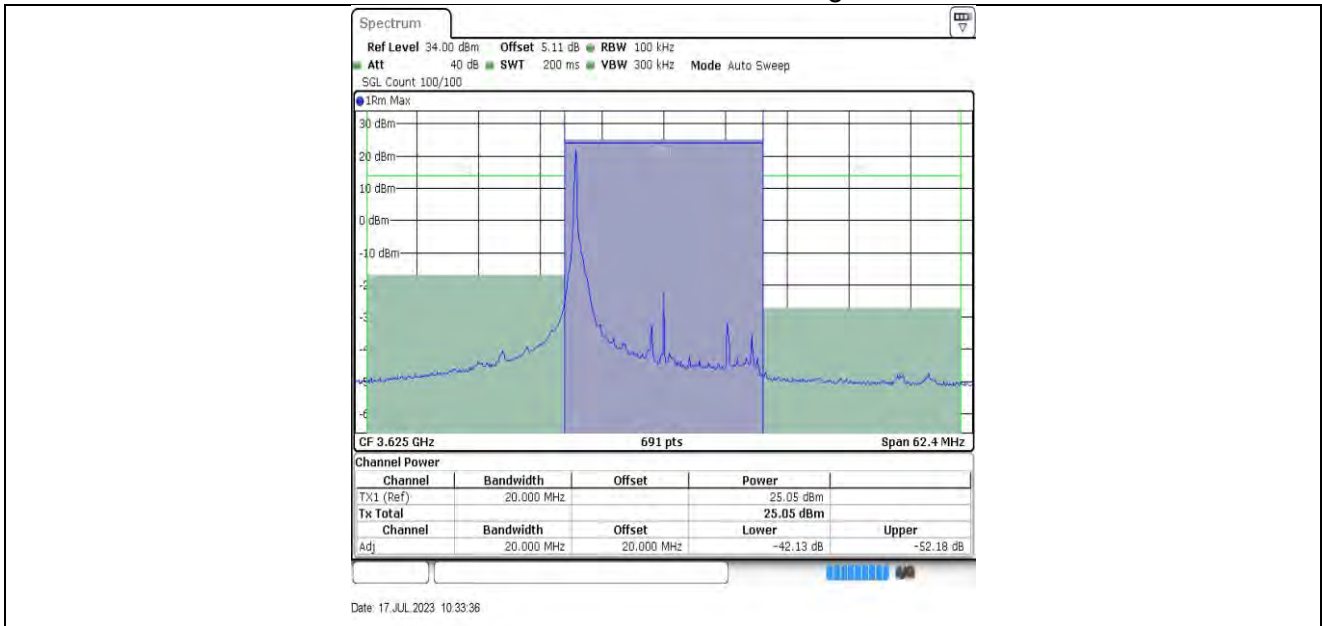 Spectrum
Ref Level 34.00 dBm Offset 5.11 dB RBW 100 kHz
Att 40 dB SWT 200 ms VBW 300 kHz Mode Auto Sweep
SGL Count 100/100
1Rm Max
30 dBm
20 dBm
10 dBm
0 dBm
-10 dBm
CF 3.625 GHz 691 pts Span 62.4 MHz
Channel Power
Channel Bandwidth Offset Power
TX1 (Ref) 20.000 MHz 25.05 dBm
Tx Total 25.05 dBm
Channel Bandwidth Offset Lower Upper
Adj 20.000 MHz 20.000 MHz -42.13 dB -52.18 dB
Date: 17.JUL.2023 10:33:36